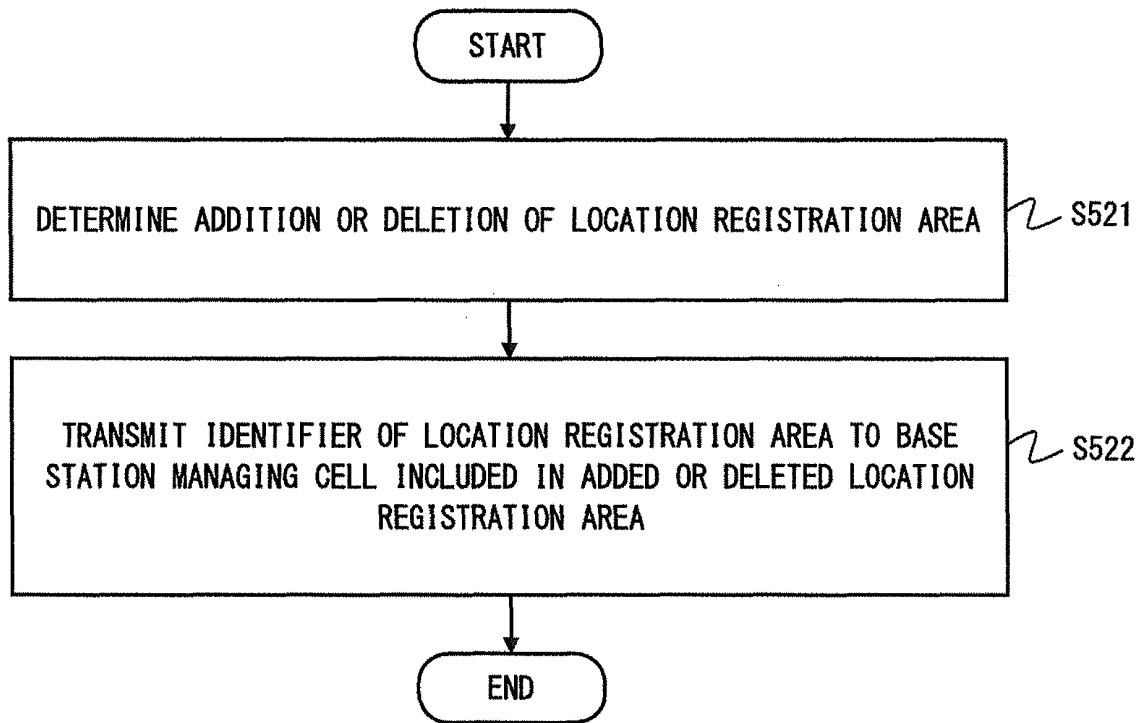 START
DETERMINE ADDITION OR DELETION OF LOCATION REGISTRATION AREA
S521
TRANSMIT IDENTIFIER OF LOCATION REGISTRATION AREA TO BASE
STATION MANAGING CELL INCLUDED IN ADDED OR DELETED LOCATION
REGISTRATION AREA
S522
END